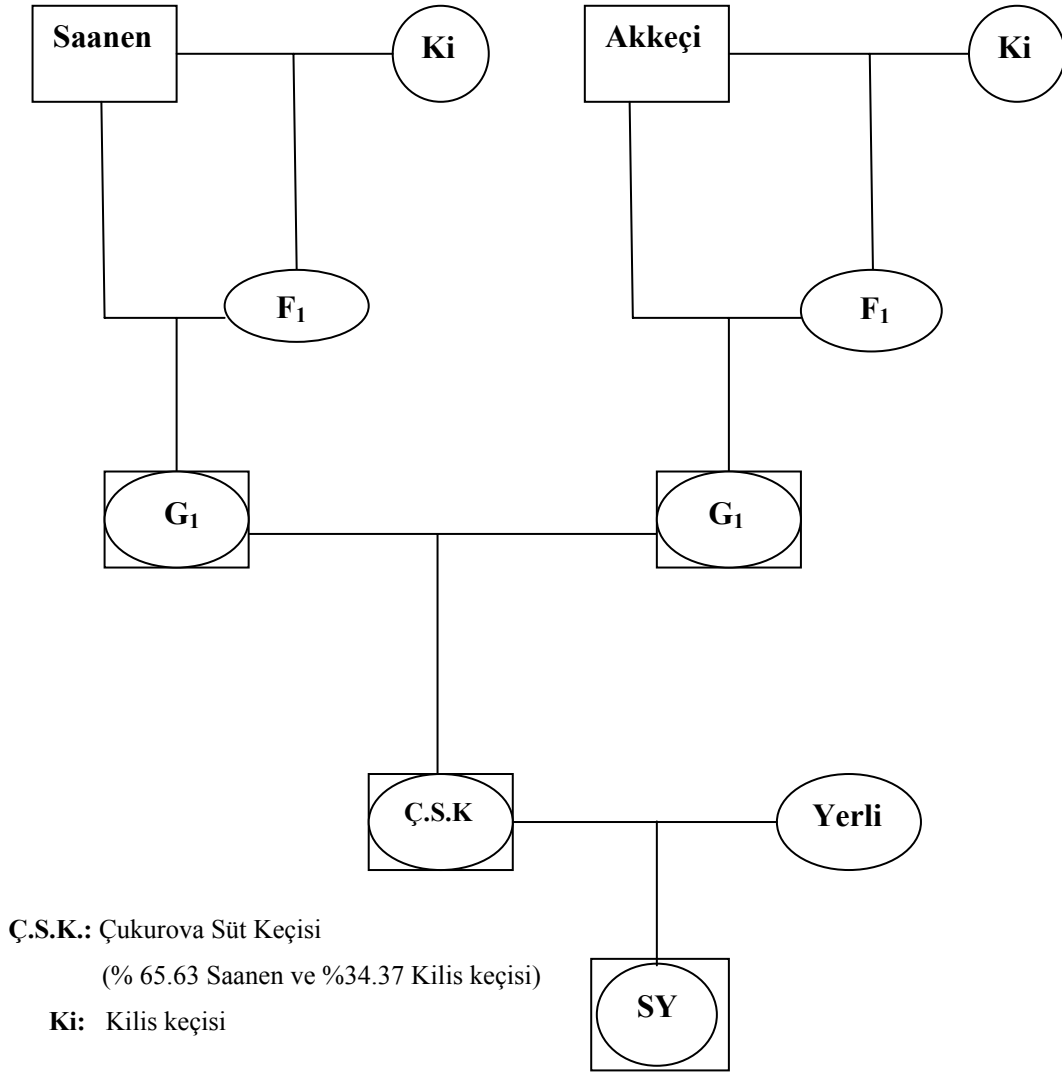 Saanen
Ki
Akkeçi
Ki
F₁
F₁
G₁
G₁
Ç.S.K
Yerli
Ç.S.K.: Çukurova Süt Keçisi
(% 65.63 Saanen ve %34.37 Kilis keçisi)
SY
Ki: Kilis keçisi